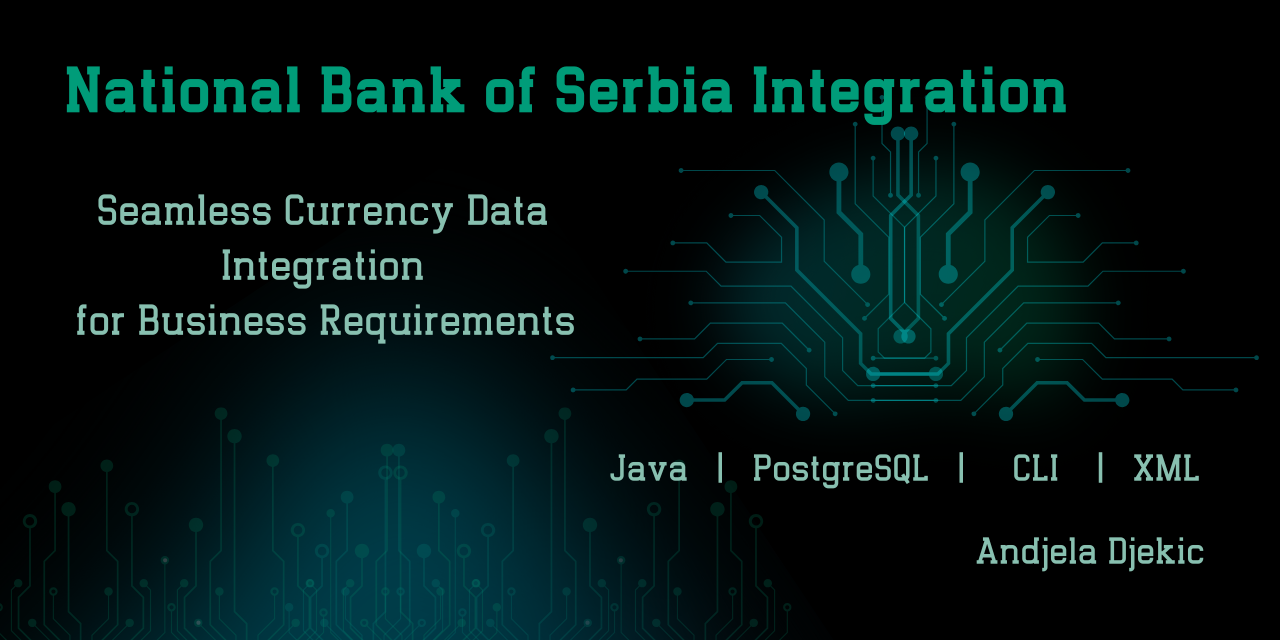 National Bank of Serbia Integration
Seamless Currency Data
Integration
for Business Requirements
Java | PostgreSQL | CLI | XML
Andjela Djekic